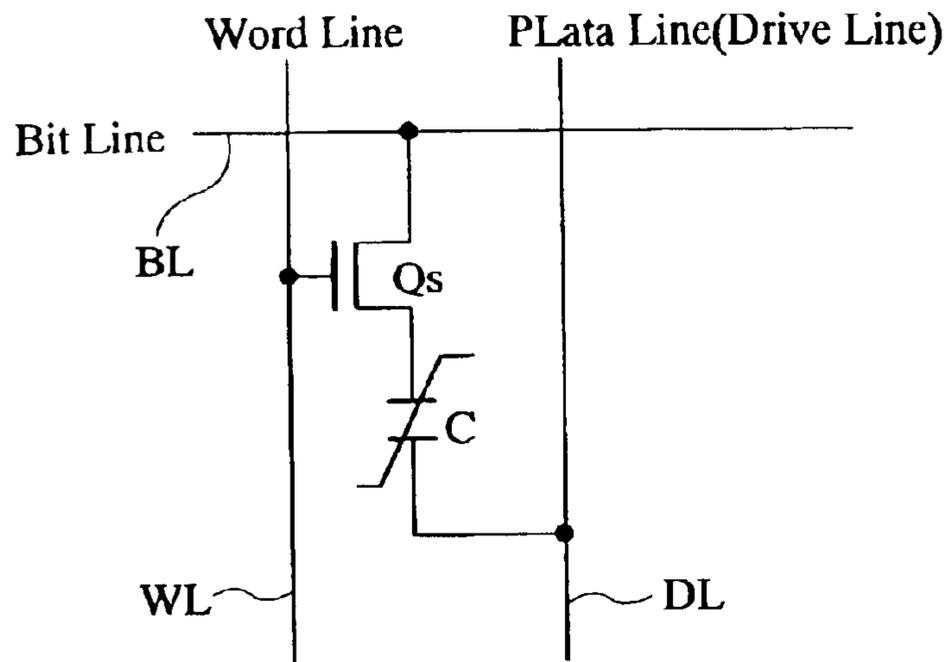 Word Line
PLata Line(Drive Line)
Bit Line
BL
Qs
C
WL
DL